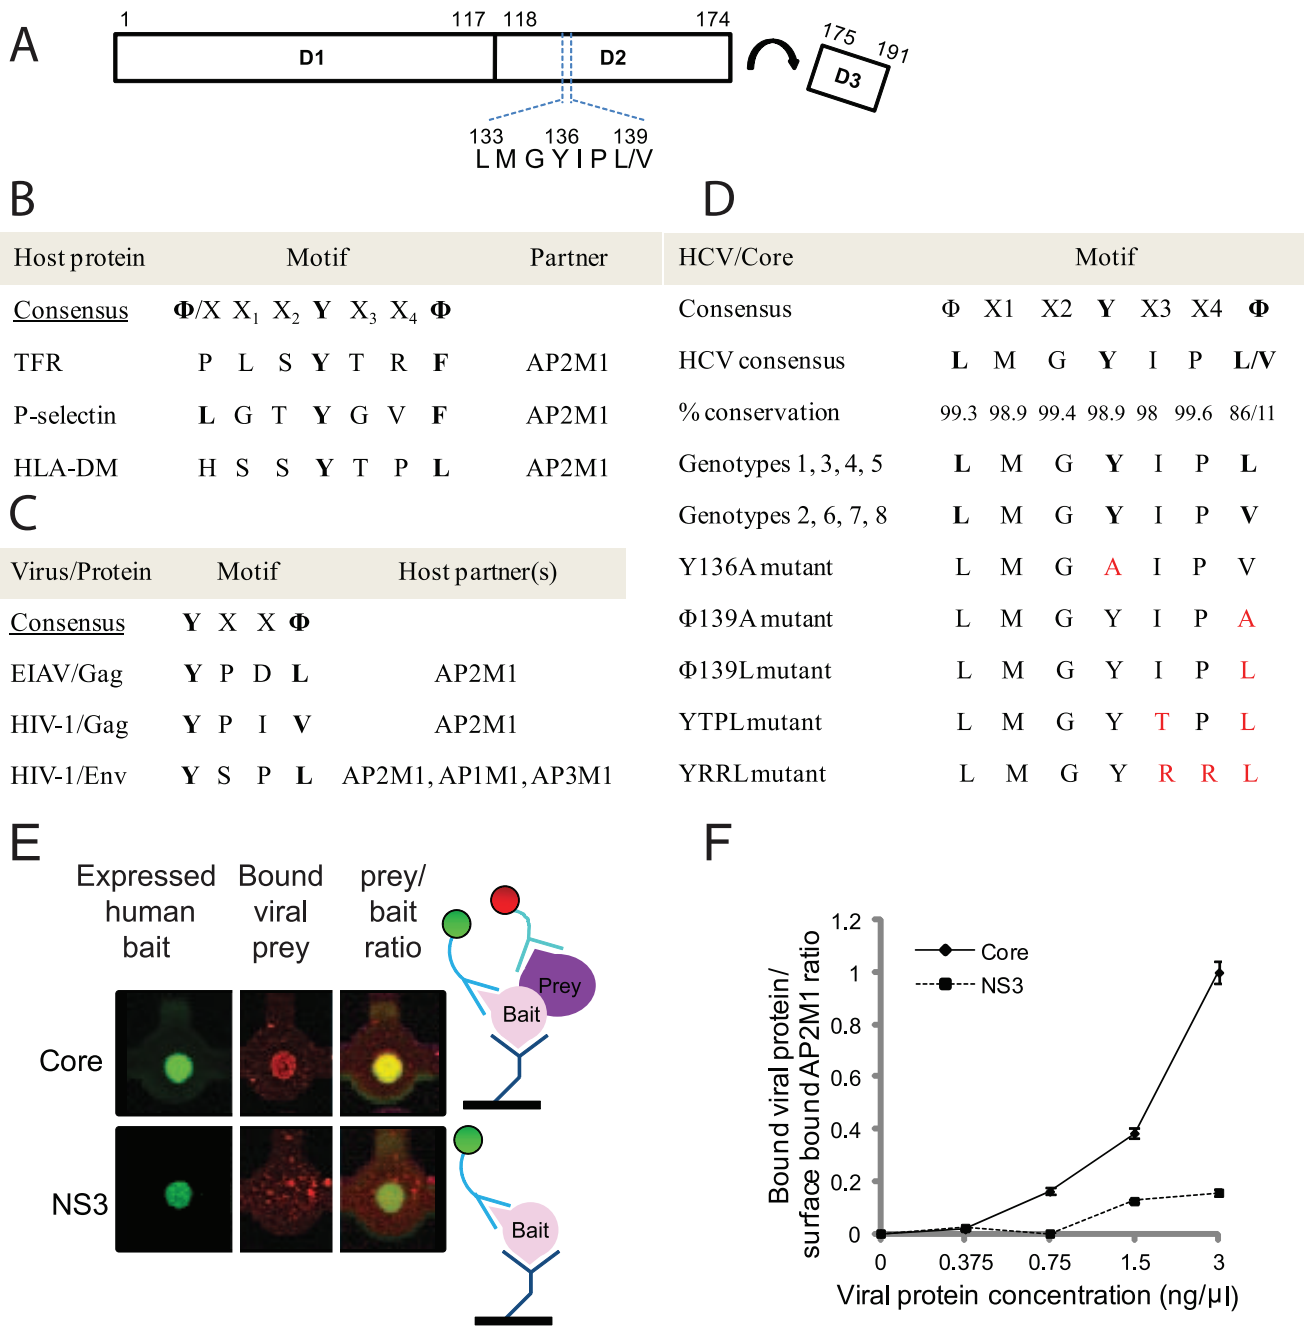 A
1 117 118 174
D1 D2
175 191
D3
133 136 139
L M G Y I P L/V
B
Host protein Motif Partner
Consensus Φ/X X1 X2 Y X3 X4 Φ
TFR P L S Y T R F AP2M1
P-selectin L G T Y G V F AP2M1
HLA-DM H S S Y T P L AP2M1
C
Virus/Protein Motif Host partner(s)
Consensus Y X X Φ
EIAV/Gag Y P D L AP2M1
HIV-1/Gag Y P I V AP2M1
HIV-1/Env Y S P L AP2M1, AP1M1, AP3M1
D
HCV/Core Motif
Consensus Φ X1 X2 Y X3 X4 Φ
HCV consensus L M G Y I P L/V
% conservation 99.3 98.9 99.4 98.9 98 99.6 86/11
Genotypes 1, 3, 4, 5 L M G Y I P L
Genotypes 2, 6, 7, 8 L M G Y I P V
Y136A mutant L M G A I P V
Φ139A mutant L M G Y I P A
Φ139L mutant L M G Y I P L
YTPL mutant L M G Y T P L
YRRL mutant L M G Y R R L
E
Expressed human bait
Bound viral prey
prey/ bait ratio
Core
NS3
Prey
Bait
Bait
F
Bound viral protein/
surface bound AP2M1 ratio
1.2
1
0.8
0.6
0.4
0.2
0
Core
NS3
0 0.375 0.75 1.5 3
Viral protein concentration (ng/µl)